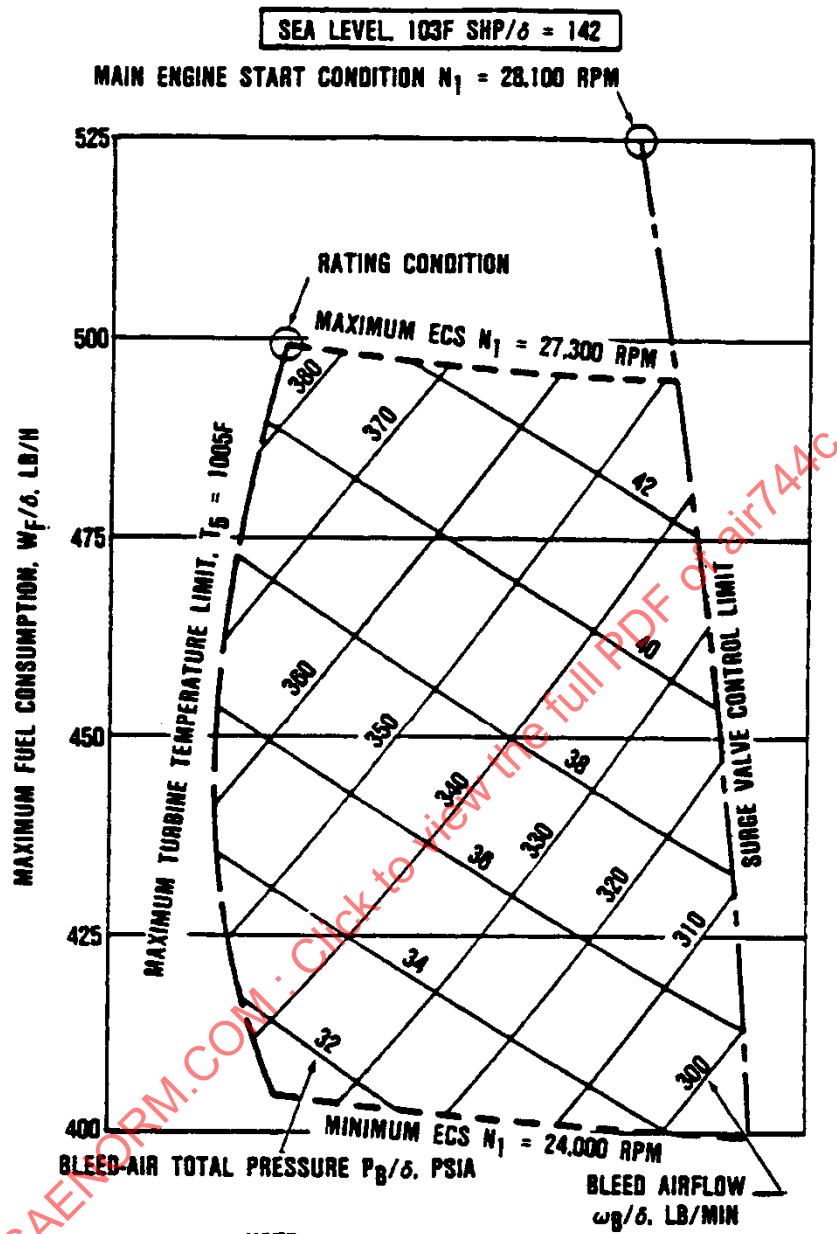 SEA LEVEL. 103F SHP/δ = 142
MAIN ENGINE START CONDITION N1 = 28.100 RPM
525
RATING CONDITION
500
MAXIMUM ECS N1 = 27.300 RPM
380
370
42
475
MAXIMUM FUEL CONSUMPTION, WF/δ, LB/H
MAXIMUM TURBINE TEMPERATURE LIMIT, T5 = 1005F
360
40
350
450
38
340
SURGE VALVE CONTROL LIMIT
330
36
320
425
310
34
32
300
400
MINIMUM ECS N1 = 24.000 RPM
BLEED-AIR TOTAL PRESSURE PB/δ. PSIA
BLEED AIRFLOW
ωB/δ. LB/MIN
SAENORM.COM : Click to view the full PDF of air744c